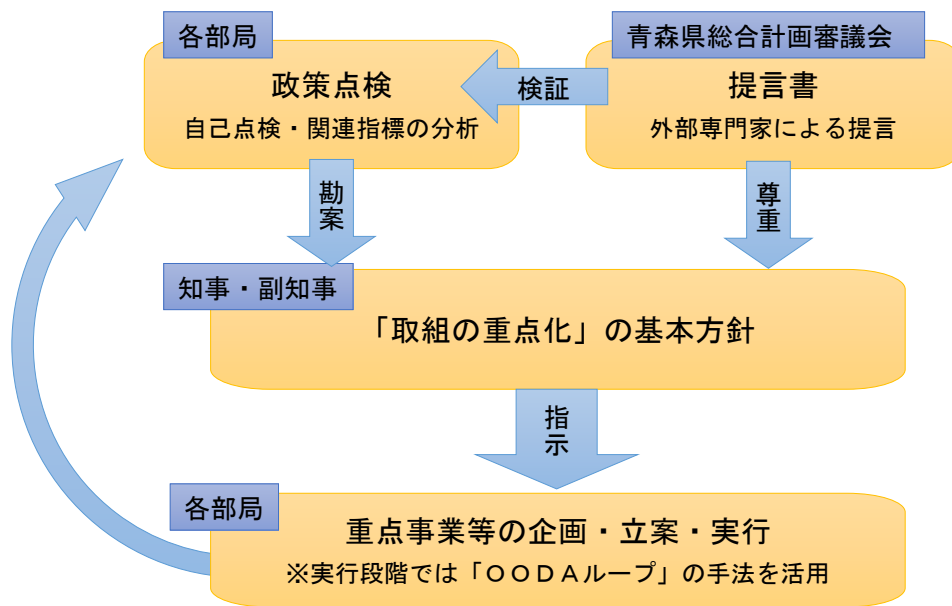 各部局
青森県総合計画審議会
政策点検
検証
提言書
自己点検・関連指標の分析
外部専門家による提言
勘案
尊重
知事・副知事
「取組の重点化」の基本方針
指示
各部局
重点事業等の企画・立案・実行
※実行段階では「ＯＯＤＡループ」の手法を活用